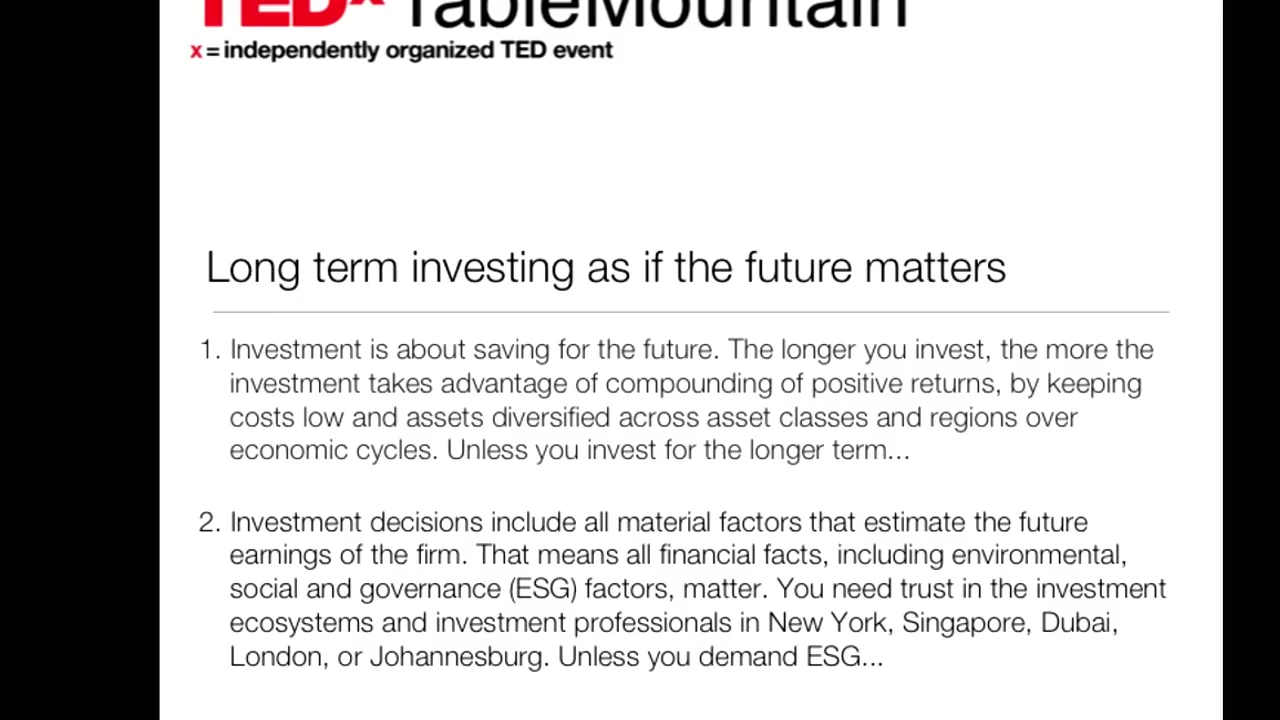 TEDx TableMountain
x = independently organized TED event
Long term investing as if the future matters
1. Investment is about saving for the future. The longer you invest, the more the
investment takes advantage of compounding of positive returns, by keeping
costs low and assets diversified across asset classes and regions over
economic cycles. Unless you invest for the longer term...
2. Investment decisions include all material factors that estimate the future
earnings of the firm. That means all financial facts, including environmental,
social and governance (ESG) factors, matter. You need trust in the investment
ecosystems and investment professionals in New York, Singapore, Dubai,
London, or Johannesburg. Unless you demand ESG...